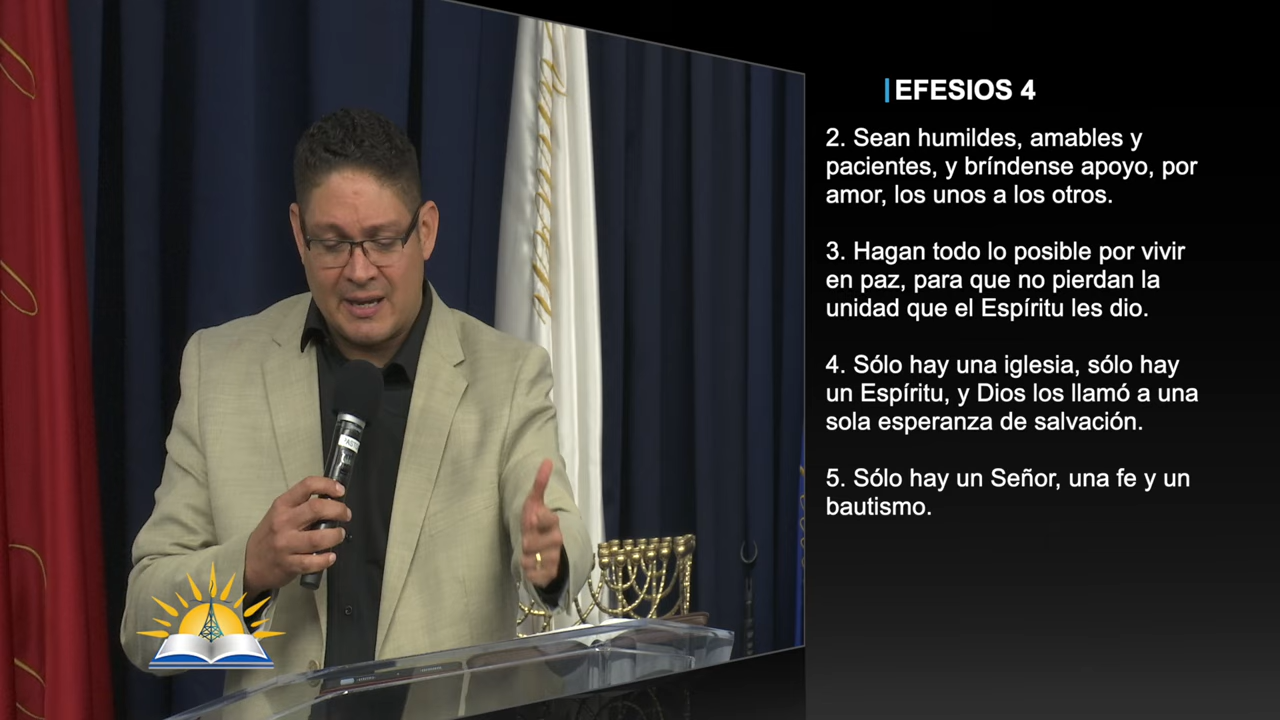 EFESIOS 4
2. Sean humildes, amables y
pacientes, y bríndense apoyo, por
amor, los unos a los otros.
3. Hagan todo lo posible por vivir
en paz, para que no pierdan la
unidad que el Espíritu les dio.
4. Sólo hay una iglesia, sólo hay
un Espíritu, y Dios los llamó a una
sola esperanza de salvación.
5. Sólo hay un Señor, una fe y un
bautismo.